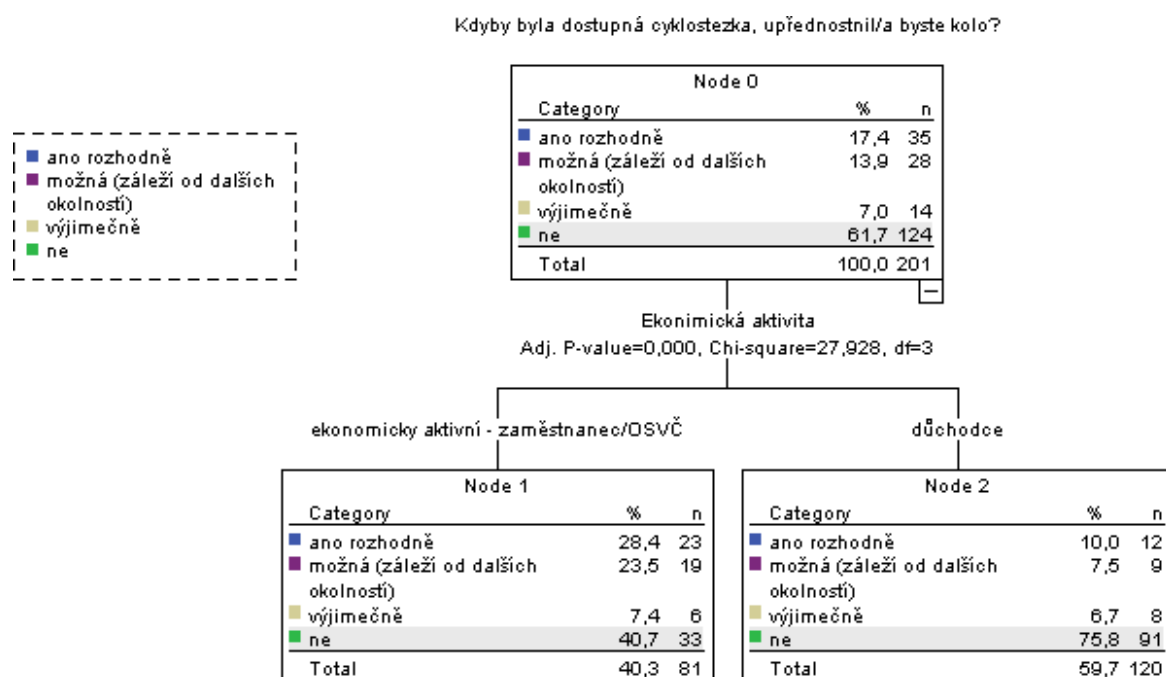 Kdyby byla dostupná cyklostezka, upřednostnil/a byste kolo?
ano rozhodně
možná (záleží od dalších
okolností)
výjimečně
ne
Node 0
Category % n
ano rozhodně 17,4 35
možná (záleží od dalších 13,9 28
okolností)
výjimečně 7,0 14
ne 61,7 124
Total 100,0 201
Ekonimická aktivita
Adj. P-value=0,000, Chi-square=27,928, df=3
ekonomicky aktivní - zaměstnanec/OSVČ
důchodce
Node 1
Category % n
ano rozhodně 28,4 23
možná (záleží od dalších 23,5 19
okolností)
výjimečně 7,4 6
ne 40,7 33
Total 40,3 81
Node 2
Category % n
ano rozhodně 10,0 12
možná (záleží od dalších 7,5 9
okolností)
výjimečně 6,7 8
ne 75,8 91
Total 59,7 120